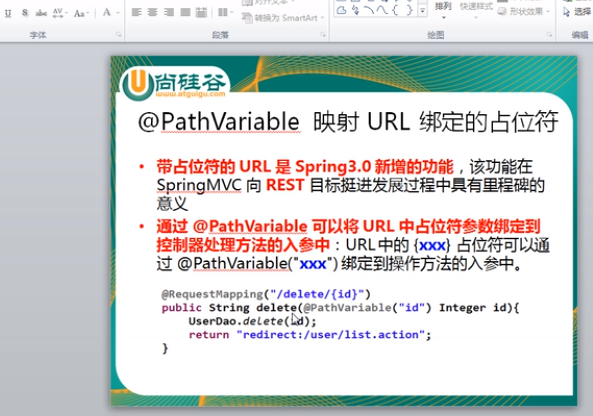 U S abc AV Aa A
对齐文本
转换为 SmartArt
排列
快速样式
形状效果
选择
字体
段落
绘图
编辑
尚硅谷
www.atguigu.com
@PathVariable 映射 URL 绑定的占位符
• 带占位符的 URL 是 Spring3.0 新增的功能，该功能在
SpringMVC 向 REST 目标挺进发展过程中具有里程碑的
意义
• 通过 @PathVariable 可以将 URL 中占位符参数绑定到
控制器处理方法的入参中：URL 中的 {xxx} 占位符可以通
过 @PathVariable("xxx") 绑定到操作方法的入参中。
@RequestMapping("/delete/{id}")
public String delete(@PathVariable("id") Integer id){
UserDao.delete(id);
return "redirect:/user/list.action";
}